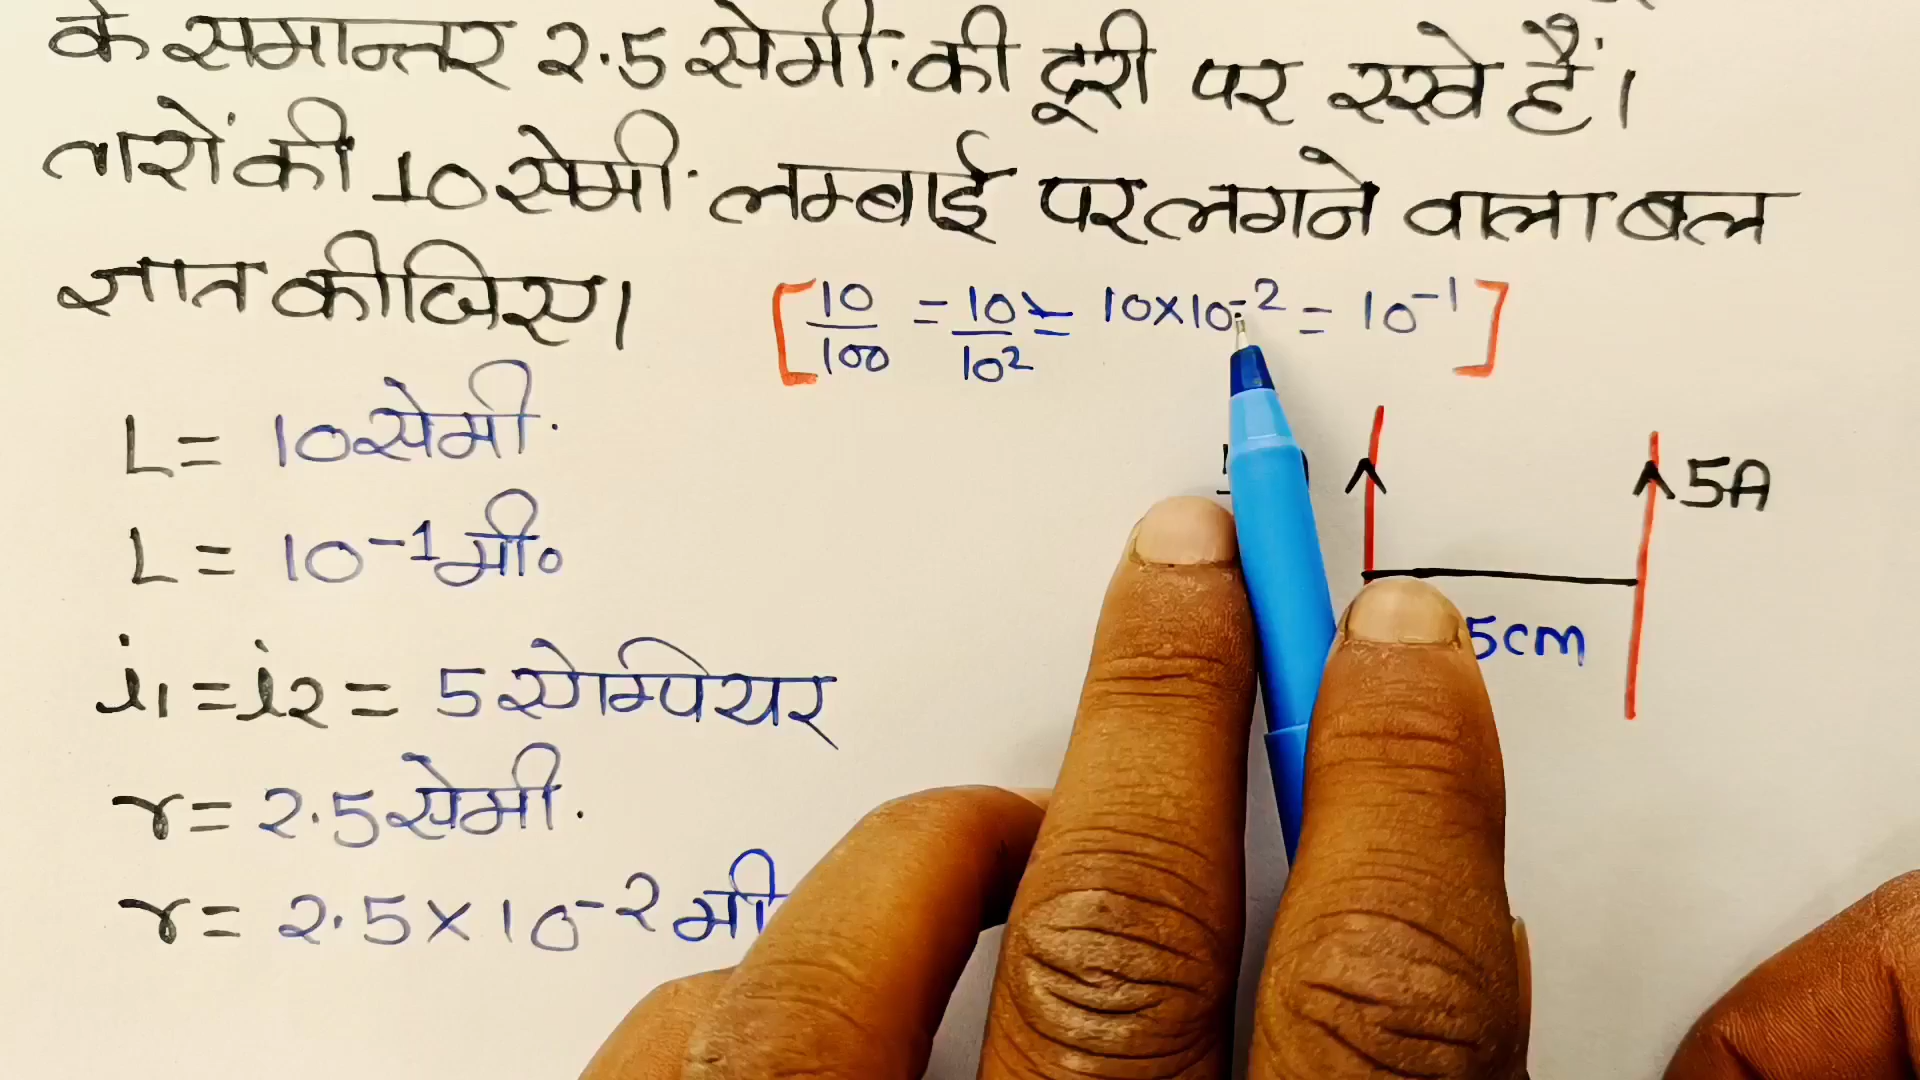 के समान्तर 2.5 सेमी. की दूरी पर रखे हैं।
तारों की 10 सेमी. लम्बाई पर लगने वाला बल
ज्ञात कीजिए।
[10/100 = 10/10² = 10×10⁻² = 10⁻¹]
L = 10 सेमी.
L = 10⁻¹ मी०
5A
i₁ = i₂ = 5 ऐम्पियर
5cm
r = 2.5 सेमी.
r = 2.5×10⁻² मी